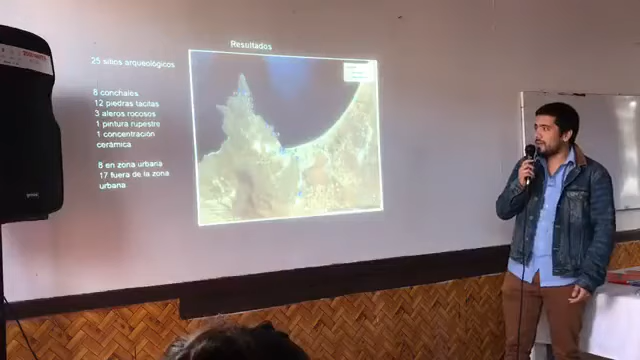 Resultados
25 sitios arqueológicos
8 conchales
12 piedras tacitas
3 aleros rocosos
1 pintura rupestre
1 concentración
cerámica
8 en zona urbana
17 fuera de la zona
urbana